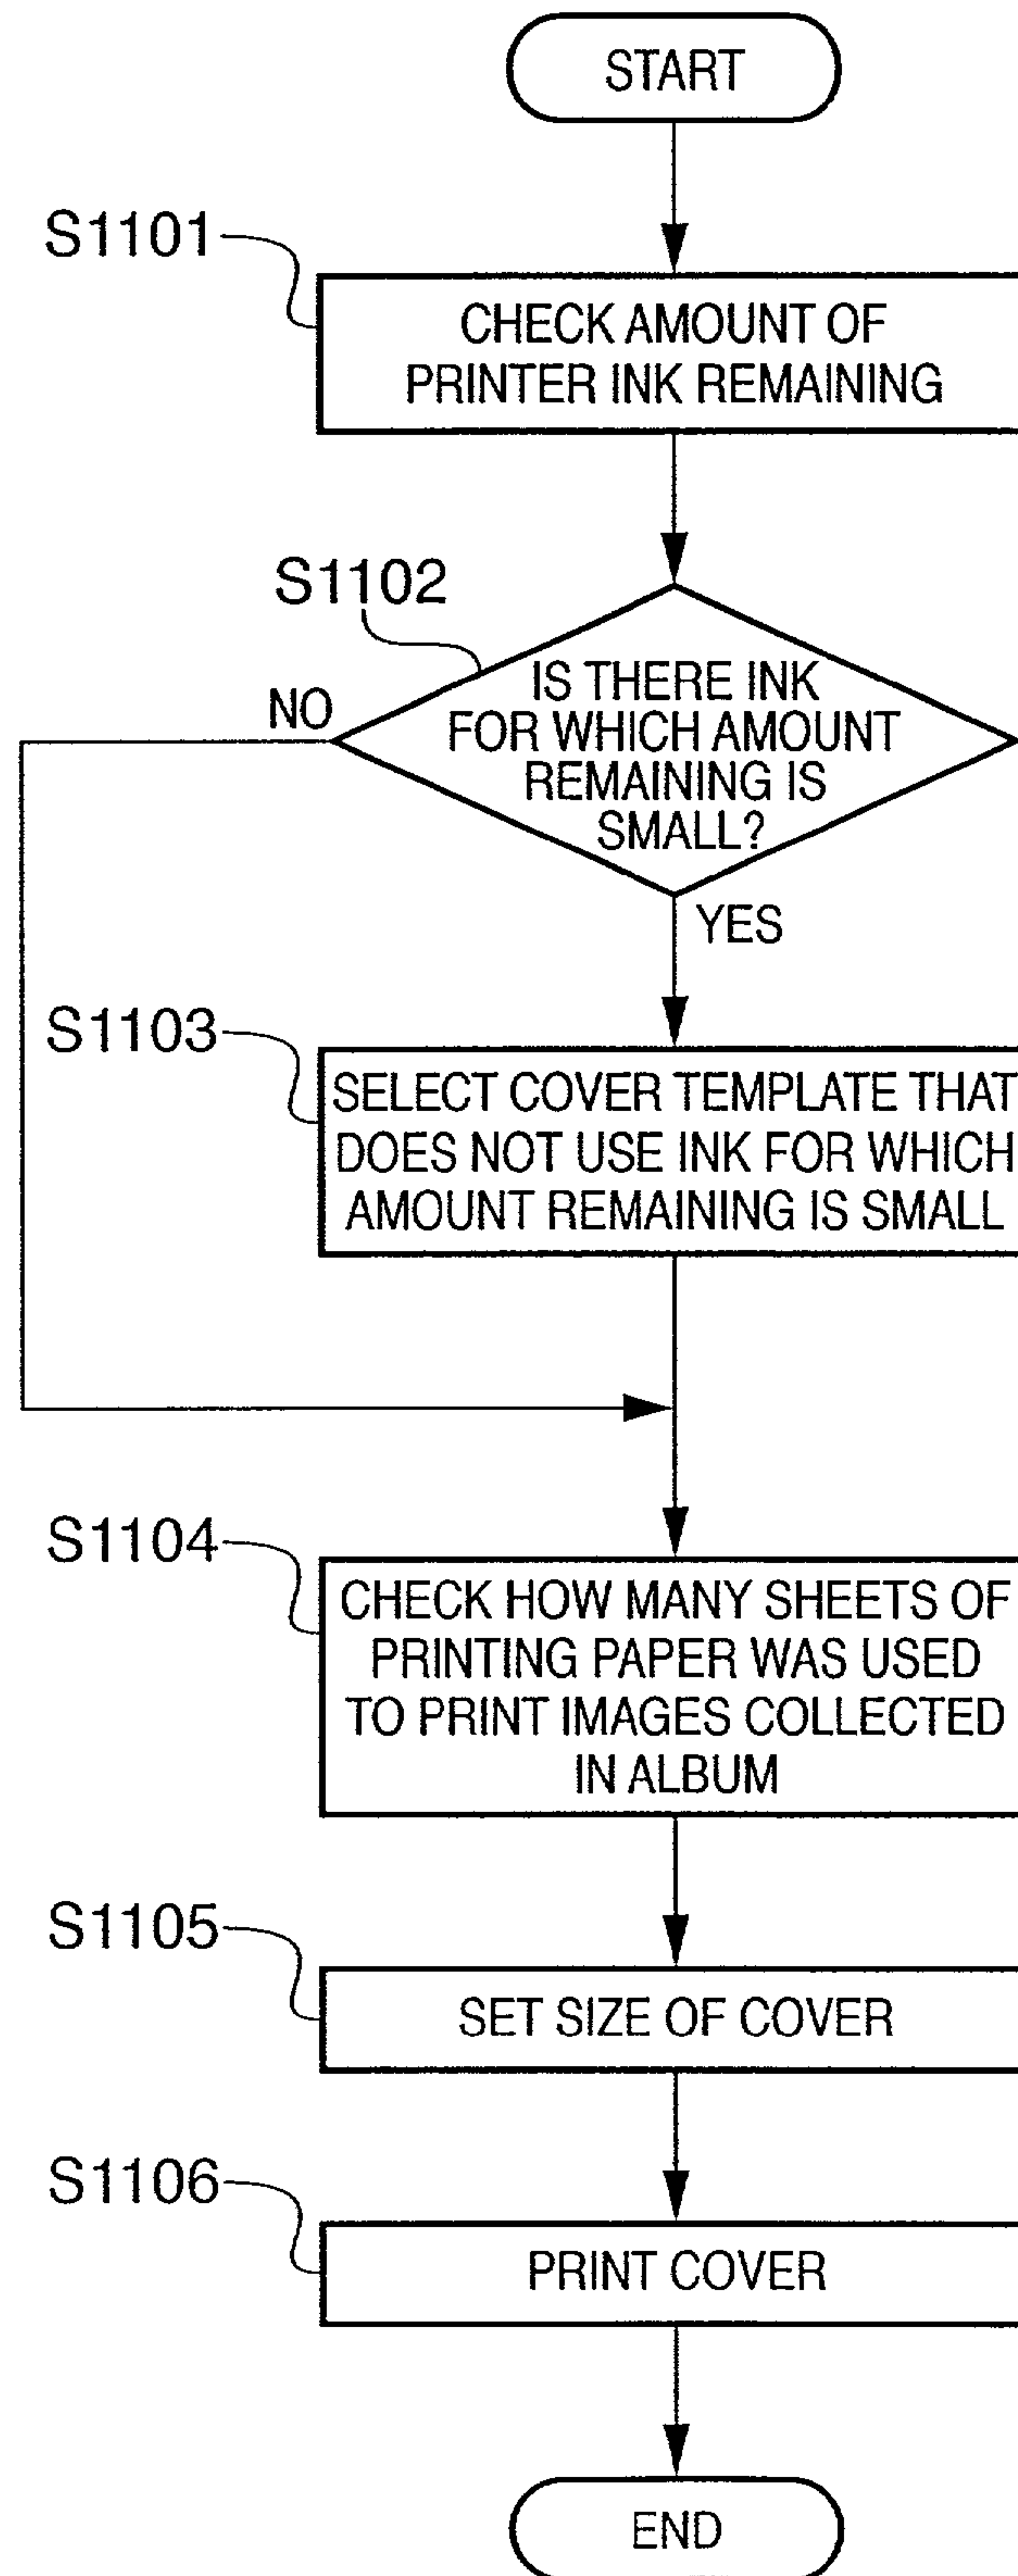 START
S1101
CHECK AMOUNT OF
PRINTER INK REMAINING
S1102
IS THERE INK
FOR WHICH AMOUNT
REMAINING IS
SMALL?
NO
YES
S1103
SELECT COVER TEMPLATE THAT
DOES NOT USE INK FOR WHICH
AMOUNT REMAINING IS SMALL
S1104
CHECK HOW MANY SHEETS OF
PRINTING PAPER WAS USED
TO PRINT IMAGES COLLECTED
IN ALBUM
S1105
SET SIZE OF COVER
S1106
PRINT COVER
END